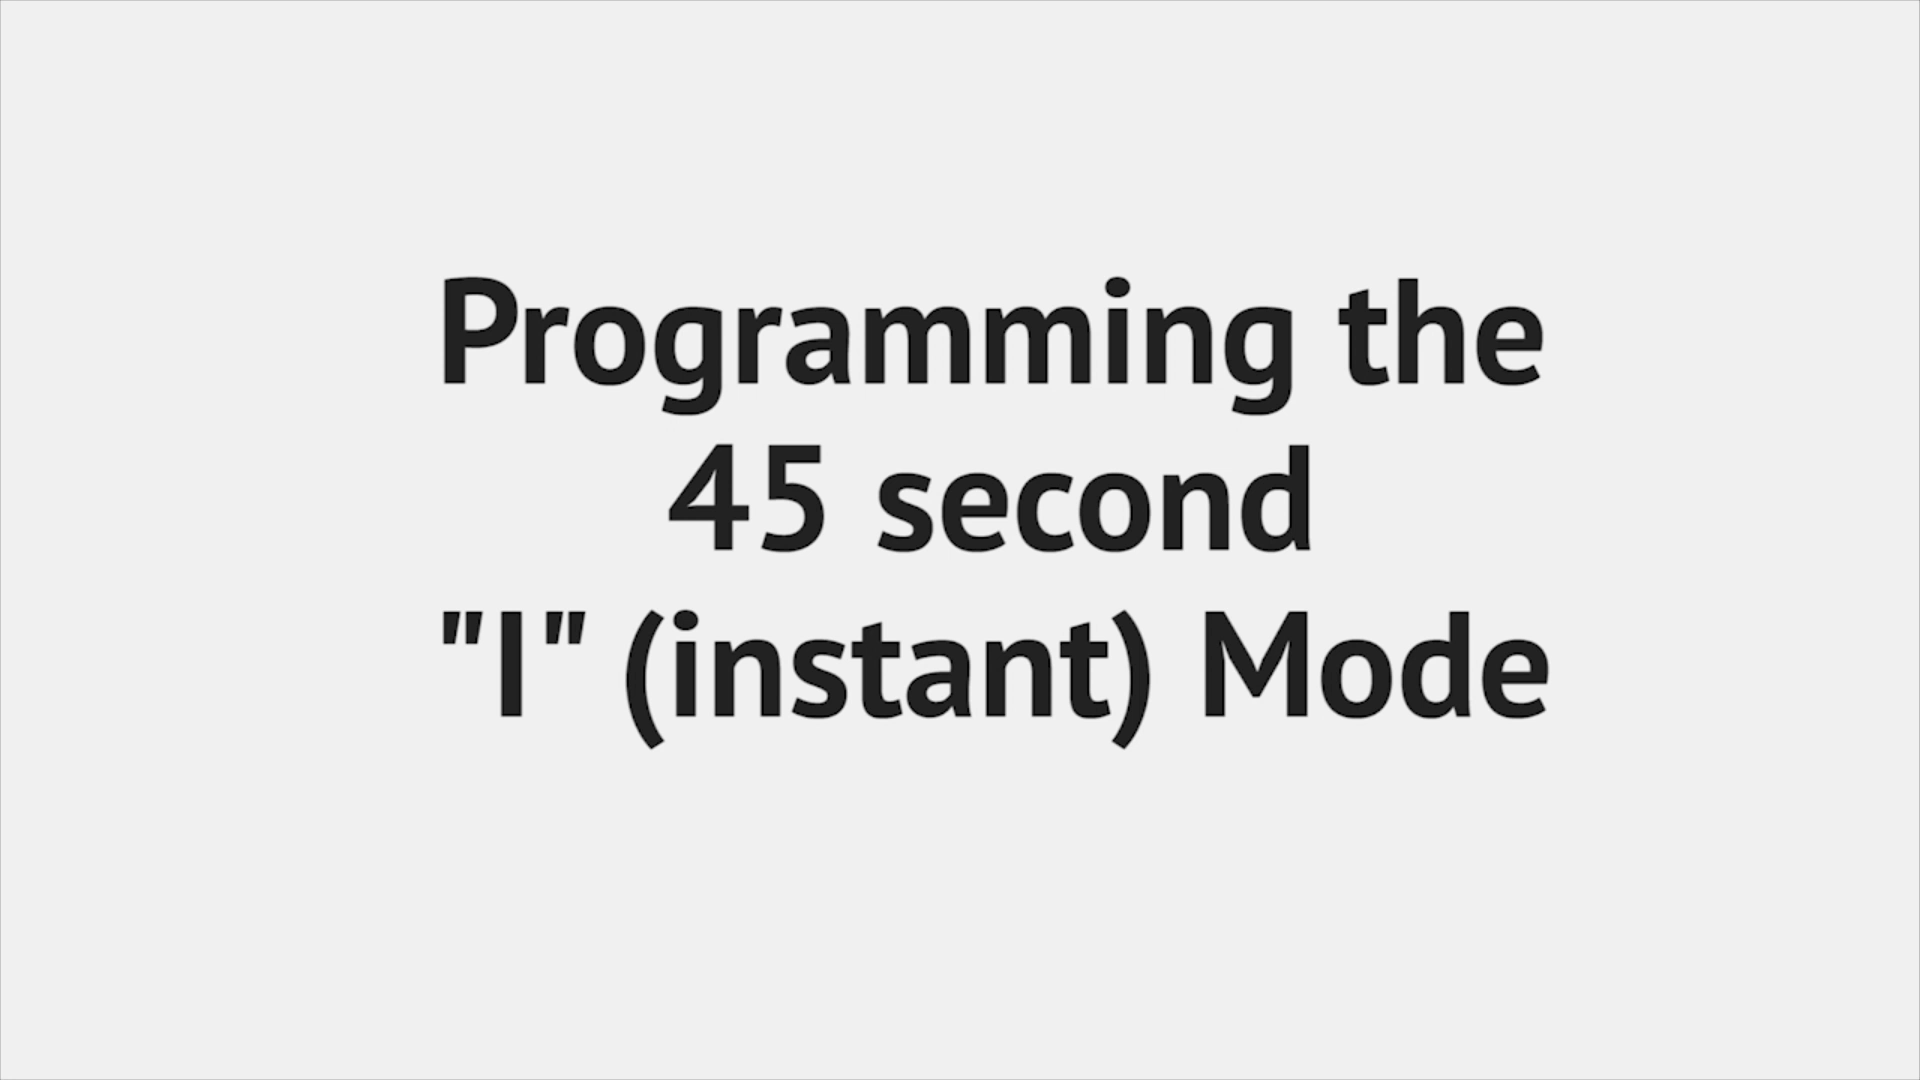 Programming the
45 second
"I" (instant) Mode